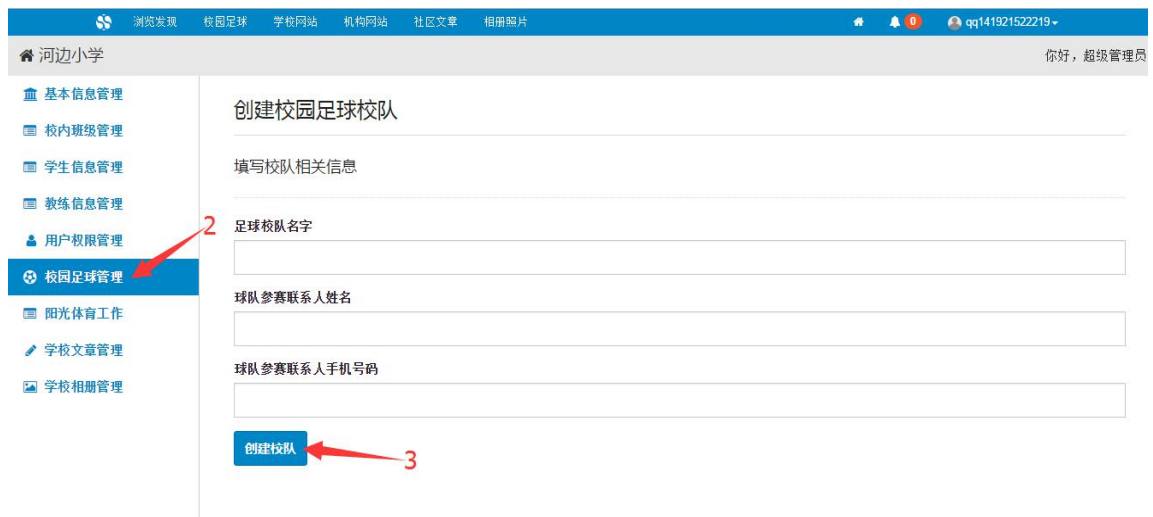 浏览发现 校园足球 学校网站 机构网站 社区文章 相册照片 0 qq141921522219
河边小学 你好，超级管理员
基本信息管理
校内班级管理
学生信息管理
教练信息管理
用户权限管理
校园足球管理
阳光体育工作
学校文章管理
学校相册管理
2
创建校园足球校队
填写校队相关信息
足球校队名字
球队参赛联系人姓名
球队参赛联系人手机号码
创建校队
3